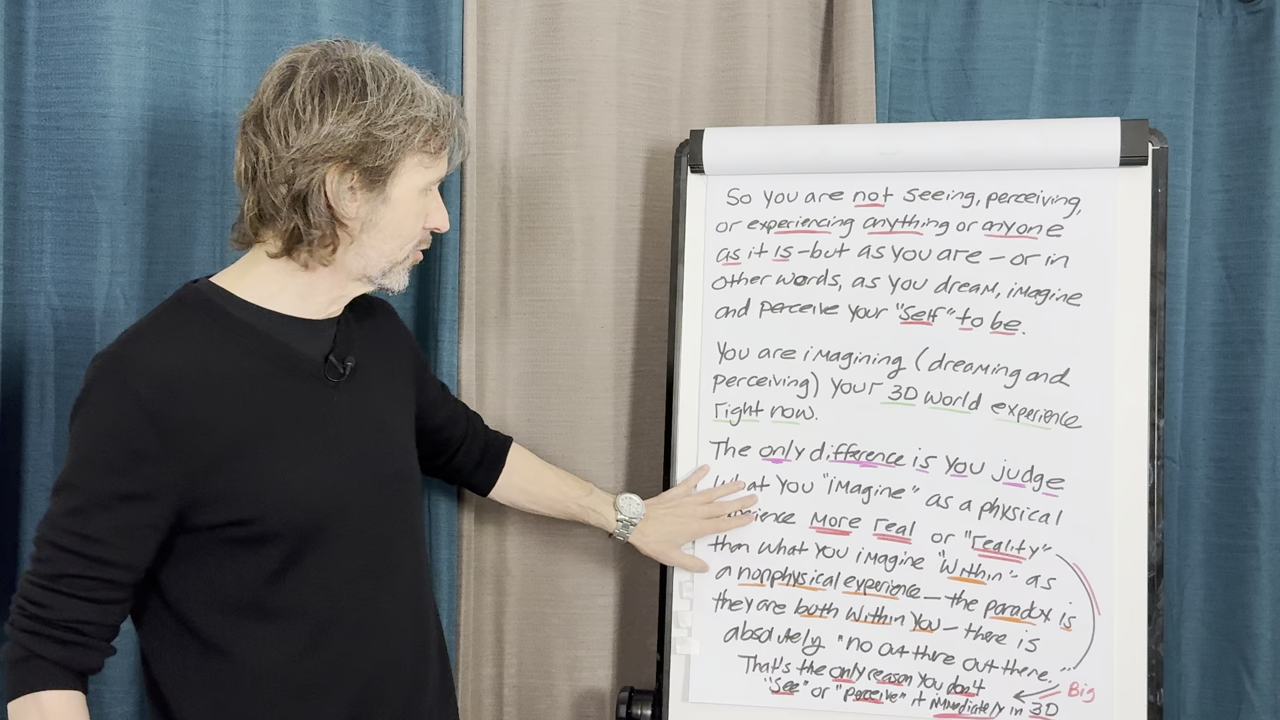 So you are not seeing, perceiving,
or experiencing anything or anyone
as it is - but as you are - or in
other words, as you dream, imagine
and perceive your "self" to be.
You are imagining (dreaming and
perceiving) your 3D world experience
right now.
The only difference is you judge
what you "imagine" as a physical
more real or "reality"
than what you imagine "within" as
a nonphysical experience - the paradox is
they are both within you - there is
absolutely "no out thre out there."
That's the only reason you don't
"see" or "perceive" it immediately in 3D
Big